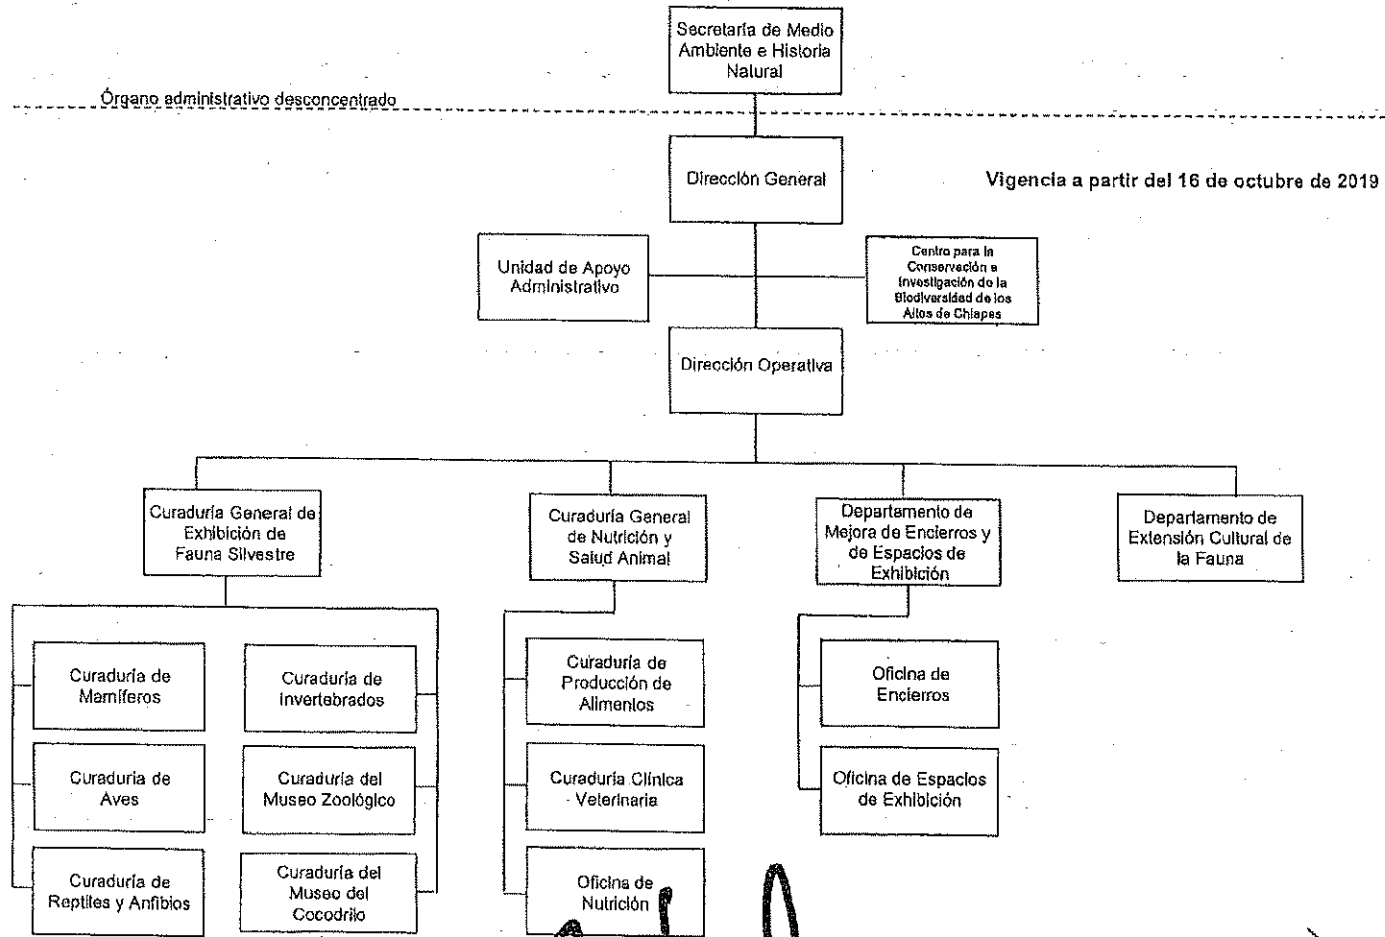 Secretaría de Medio
Ambiente e Historia
Natural
Órgano administrativo desconcentrado
Dirección General
Vigencia a partir del 16 de octubre de 2019
Unidad de Apoyo
Administrativo
Centro para la
Conservación e
Investigación de la
Biodiversidad de los
Altos de Chiapas
Dirección Operativa
Curaduría General de
Exhibición de
Fauna Silvestre
Curaduría General
de Nutrición y
Salud Animal
Departamento de
Mejora de Encierros y
de Espacios de
Exhibición
Departamento de
Extensión Cultural de
la Fauna
Curaduría de
Mamíferos
Curaduría de
Invertebrados
Curaduría de
Producción de
Alimentos
Oficina de
Encierros
Curaduría de
Aves
Curaduría del
Museo Zoológico
Curaduría Clínica
Veterinaria
Oficina de Espacios
de Exhibición
Curaduría de
Reptiles y Anfibios
Curaduría del
Museo del
Cocodrilo
Oficina de
Nutrición